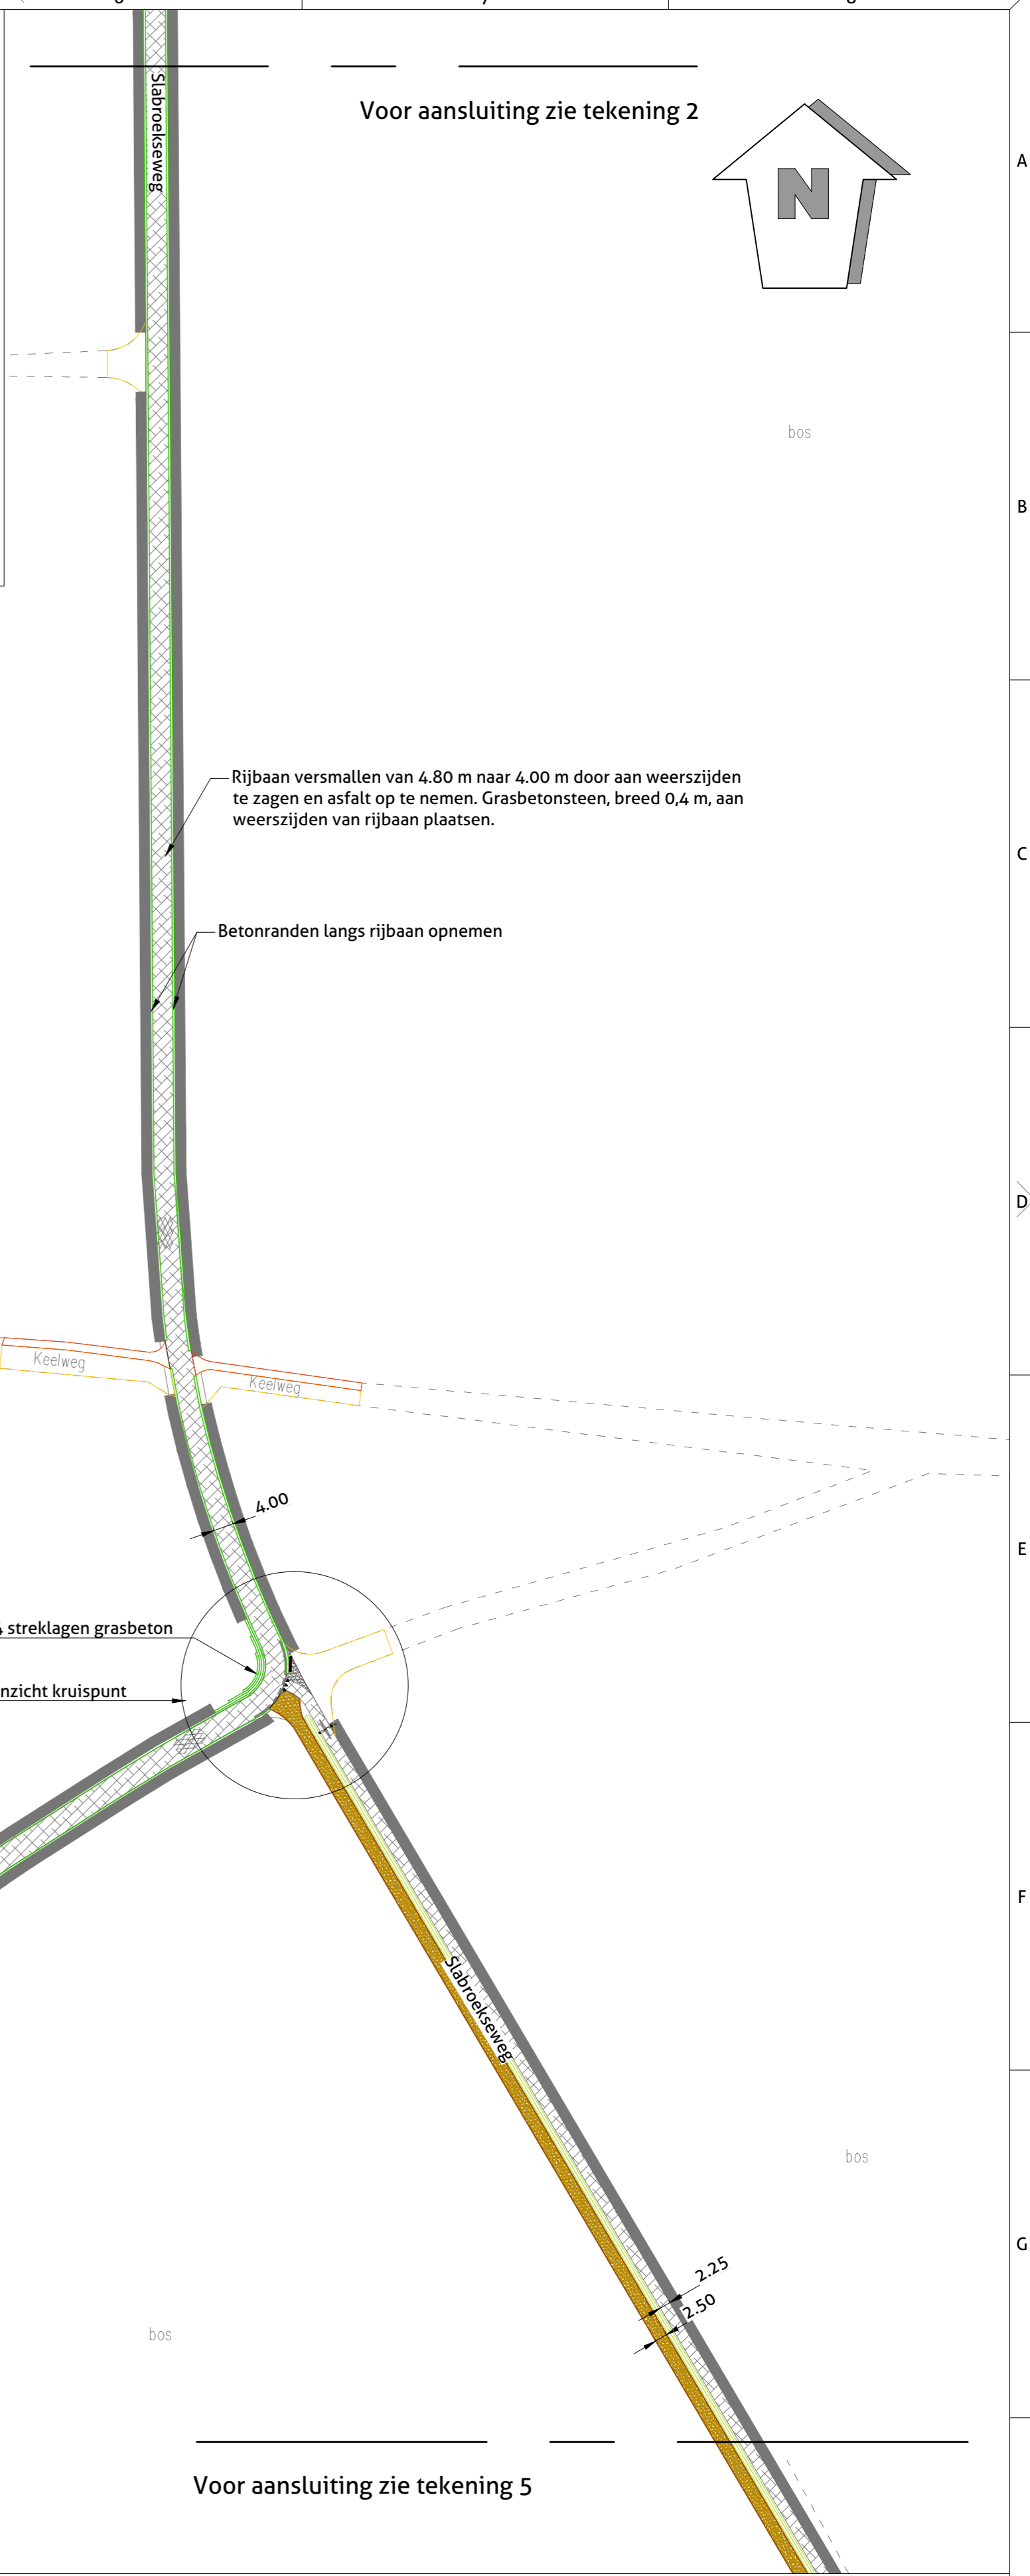 Slabroekseweg
Voor aansluiting zie tekening 2
N
A
bos
B
Rijbaan versmallen van 4.80 m naar 4.00 m door aan weerszijden
te zagen en asfalt op te nemen. Grasbetonsteen, breed 0,4 m, aan
weerszijden van rijbaan plaatsen.
C
Betonranden langs rijbaan opnemen
D
Keelweg
Keelweg
4.00
E
streklagen grasbeton
nzicht kruispunt
F
Slabroekseweg
bos
G
2.25
2.50
bos
Voor aansluiting zie tekening 5